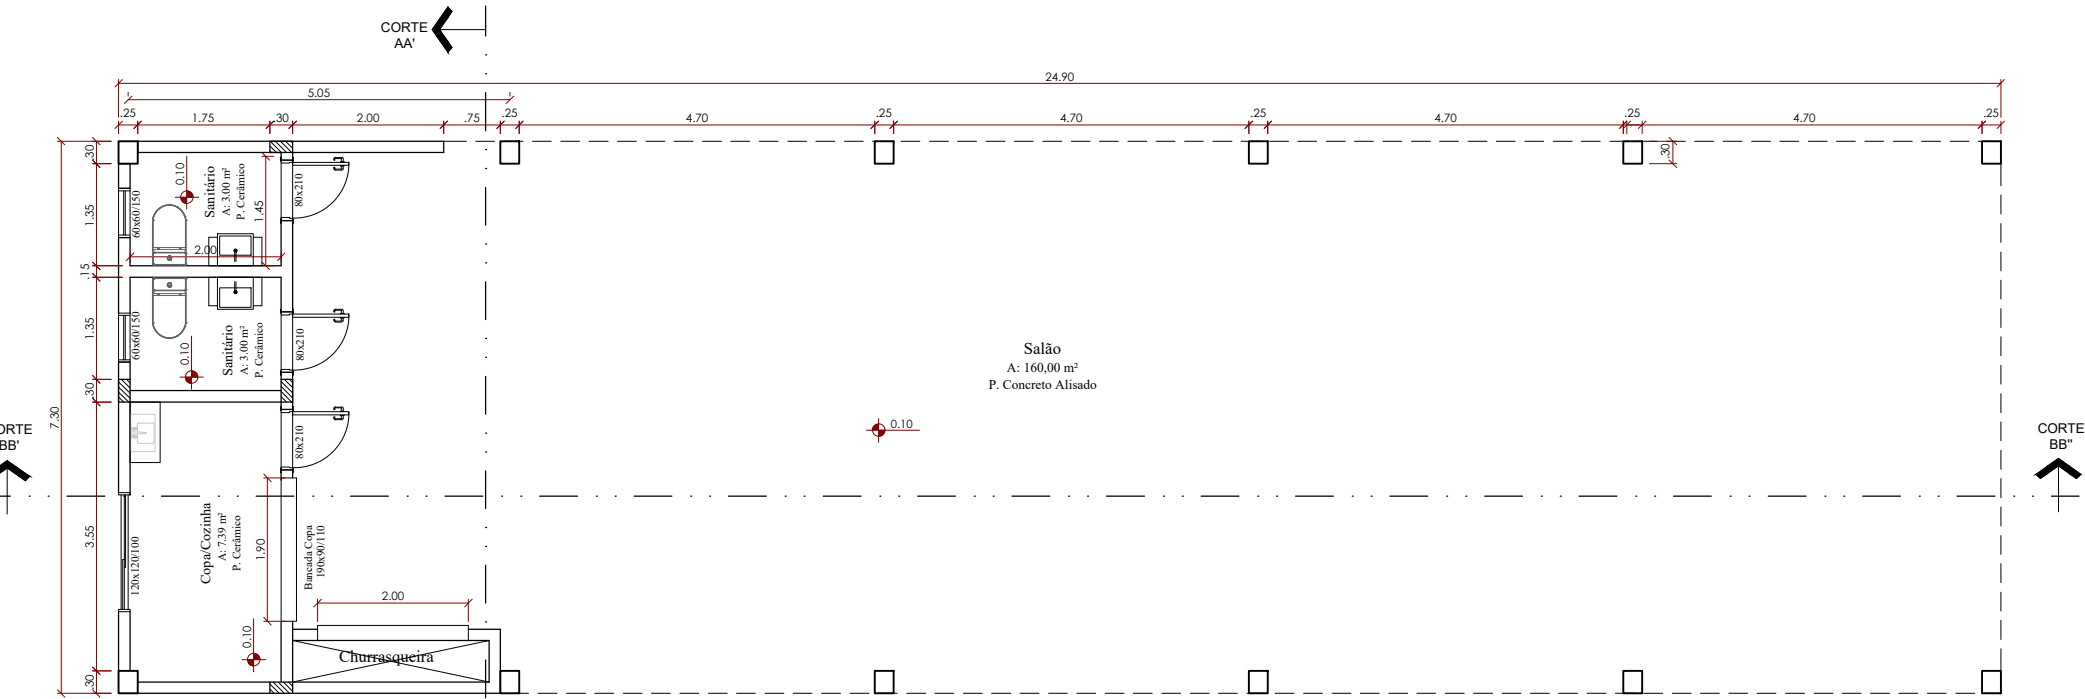 CORTE
AA'
24.90
5.05
.25
1.75
.30
2.00
.75
.25
4.70
.25
4.70
.25
4.70
.25
4.70
.25
.30
1.35
.15
1.35
.30
3.55
.30
7.30
.30
0.10
Sanitário
A: 3.00 m²
P. Cerâmico
1.45
60x60/150
80x210
2.00
60x60/150
0.10
Sanitário
A: 3.00 m²
P. Cerâmico
80x210
80x210
Salão
A: 160,00 m²
P. Concreto Alisado
0.10
ORTE
BB'
CORTE
BB"
Copa/Cozinha
A: 7.39 m²
P. Cerâmico
1.90
120x120/100
Bancada Copa
190x90/110
2.00
0.10
Churrasqueira